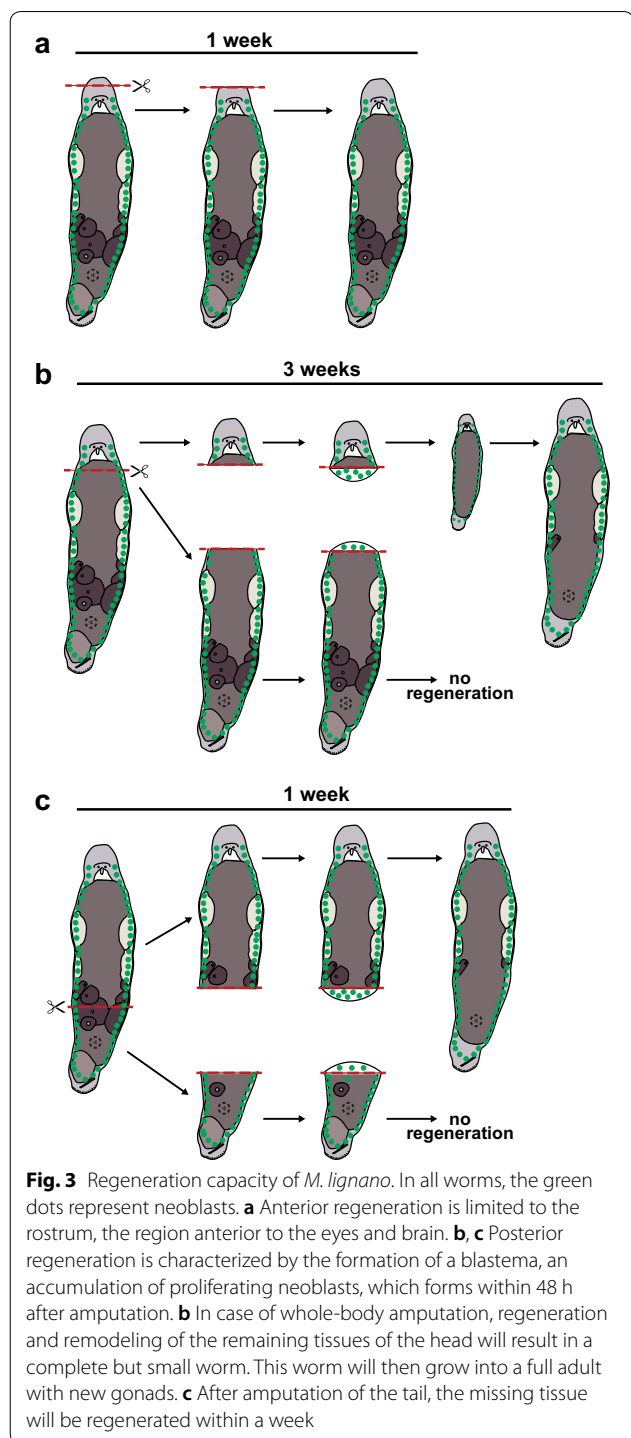 a
1 week
b
3 weeks
no
regeneration
c
1 week
no
regeneration
Fig. 3 Regeneration capacity of M. lignano. In all worms, the green
dots represent neoblasts. a Anterior regeneration is limited to the
rostrum, the region anterior to the eyes and brain. b, c Posterior
regeneration is characterized by the formation of a blastema, an
accumulation of proliferating neoblasts, which forms within 48 h
after amputation. b In case of whole-body amputation, regeneration
and remodeling of the remaining tissues of the head will result in a
complete but small worm. This worm will then grow into a full adult
with new gonads. c After amputation of the tail, the missing tissue
will be regenerated within a week